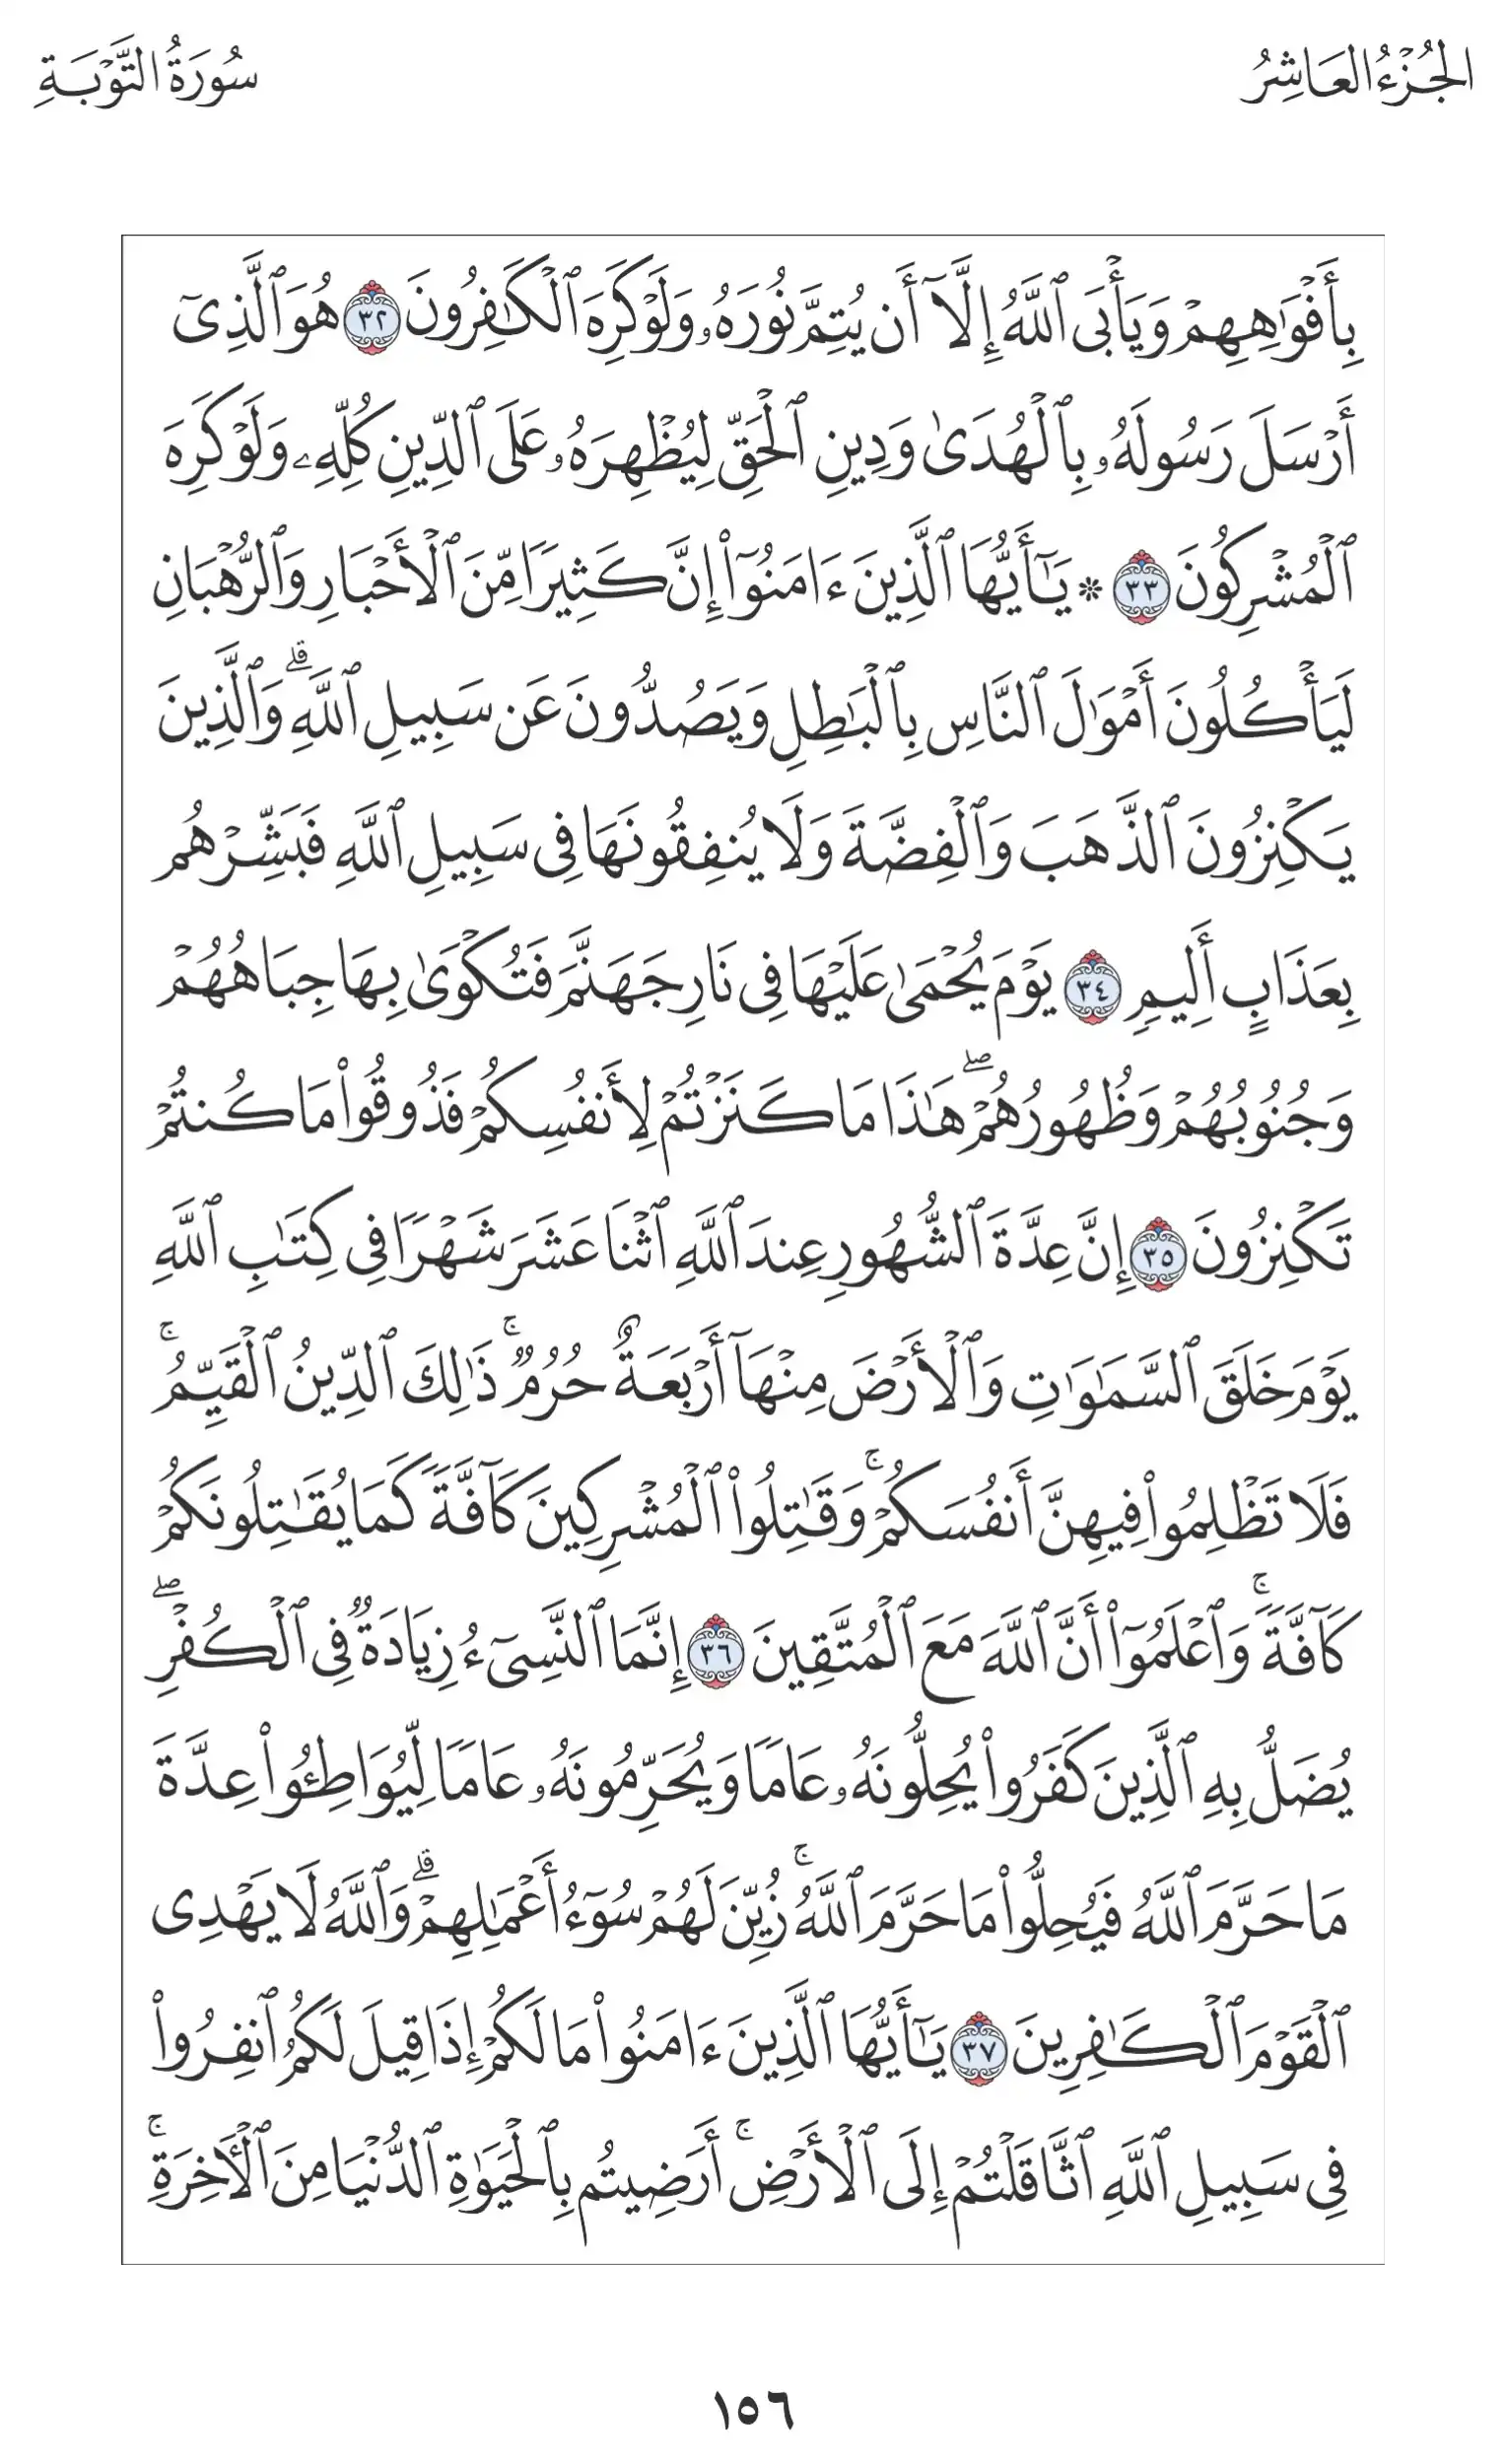 الجُزْءُ العَاشِرُ
سُورَةُ التَّوْبَةِ
بِأَفْوَٰهِهِمْ وَيَأْبَى ٱللَّهُ إِلَّآ أَن يُتِمَّ نُورَهُۥ وَلَوْ كَرِهَ ٱلْكَٰفِرُونَ ٣٢ هُوَ ٱلَّذِىٓ
أَرْسَلَ رَسُولَهُۥ بِٱلْهُدَىٰ وَدِينِ ٱلْحَقِّ لِيُظْهِرَهُۥ عَلَى ٱلدِّينِ كُلِّهِۦ وَلَوْ كَرِهَ
ٱلْمُشْرِكُونَ ٣٣ ۞ يَٰٓأَيُّهَا ٱلَّذِينَ ءَامَنُوٓا۟ إِنَّ كَثِيرًا مِّنَ ٱلْأَحْبَارِ وَٱلرُّهْبَانِ
لَيَأْكُلُونَ أَمْوَٰلَ ٱلنَّاسِ بِٱلْبَٰطِلِ وَيَصُدُّونَ عَن سَبِيلِ ٱللَّهِ ۗ وَٱلَّذِينَ
يَكْنِزُونَ ٱلذَّهَبَ وَٱلْفِضَّةَ وَلَا يُنفِقُونَهَا فِى سَبِيلِ ٱللَّهِ فَبَشِّرْهُم
بِعَذَابٍ أَلِيمٍ ٣٤ يَوْمَ يُحْمَىٰ عَلَيْهَا فِى نَارِ جَهَنَّمَ فَتُكْوَىٰ بِهَا جِبَاهُهُمْ
وَجُنُوبُهُمْ وَظُهُورُهُمْ ۖ هَٰذَا مَا كَنَزْتُمْ لِأَنفُسِكُمْ فَذُوقُوا۟ مَا كُنتُمْ
تَكْنِزُونَ ٣٥ إِنَّ عِدَّةَ ٱلشُّهُورِ عِندَ ٱللَّهِ ٱثْنَا عَشَرَ شَهْرًا فِى كِتَٰبِ ٱللَّهِ
يَوْمَ خَلَقَ ٱلسَّمَٰوَٰتِ وَٱلْأَرْضَ مِنْهَآ أَرْبَعَةٌ حُرُمٌ ۚ ذَٰلِكَ ٱلدِّينُ ٱلْقَيِّمُ ۚ
فَلَا تَظْلِمُوا۟ فِيهِنَّ أَنفُسَكُمْ ۚ وَقَٰتِلُوا۟ ٱلْمُشْرِكِينَ كَآفَّةً كَمَا يُقَٰتِلُونَكُمْ
كَآفَّةً ۚ وَٱعْلَمُوٓا۟ أَنَّ ٱللَّهَ مَعَ ٱلْمُتَّقِينَ ٣٦ إِنَّمَا ٱلنَّسِىٓءُ زِيَادَةٌ فِى ٱلْكُفْرِ ۖ
يُضَلُّ بِهِ ٱلَّذِينَ كَفَرُوا۟ يُحِلُّونَهُۥ عَامًا وَيُحَرِّمُونَهُۥ عَامًا لِّيُوَاطِـُٔوا۟ عِدَّةَ
مَا حَرَّمَ ٱللَّهُ فَيُحِلُّوا۟ مَا حَرَّمَ ٱللَّهُ ۚ زُيِّنَ لَهُمْ سُوٓءُ أَعْمَٰلِهِمْ ۗ وَٱللَّهُ لَا يَهْدِى
ٱلْقَوْمَ ٱلْكَٰفِرِينَ ٣٧ يَٰٓأَيُّهَا ٱلَّذِينَ ءَامَنُوا۟ مَا لَكُمْ إِذَا قِيلَ لَكُمُ ٱنفِرُوا۟
فِى سَبِيلِ ٱللَّهِ ٱثَّاقَلْتُمْ إِلَى ٱلْأَرْضِ ۚ أَرَضِيتُم بِٱلْحَيَوٰةِ ٱلدُّنْيَا مِنَ ٱلْءَاخِرَةِ ۚ
١٥٦